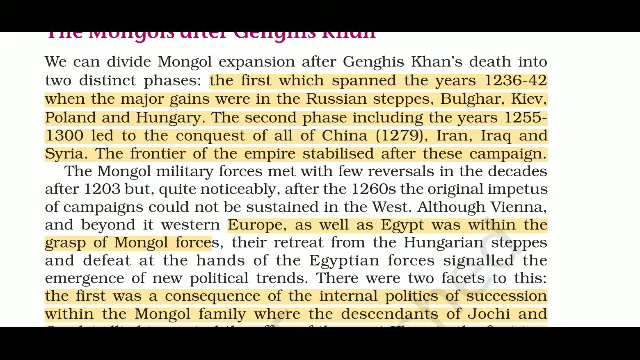 The Mongols after Genghis Khan
We can divide Mongol expansion after Genghis Khan's death into
two distinct phases: the first which spanned the years 1236-42
when the major gains were in the Russian steppes, Bulghar, Kiev,
Poland and Hungary. The second phase including the years 1255-
1300 led to the conquest of all of China (1279), Iran, Iraq and
Syria. The frontier of the empire stabilised after these campaign.
The Mongol military forces met with few reversals in the decades
after 1203 but, quite noticeably, after the 1260s the original impetus
of campaigns could not be sustained in the West. Although Vienna,
and beyond it western Europe, as well as Egypt was within the
grasp of Mongol forces, their retreat from the Hungarian steppes
and defeat at the hands of the Egyptian forces signalled the
emergence of new political trends. There were two facets to this:
the first was a consequence of the internal politics of succession
within the Mongol family where the descendants of Jochi and